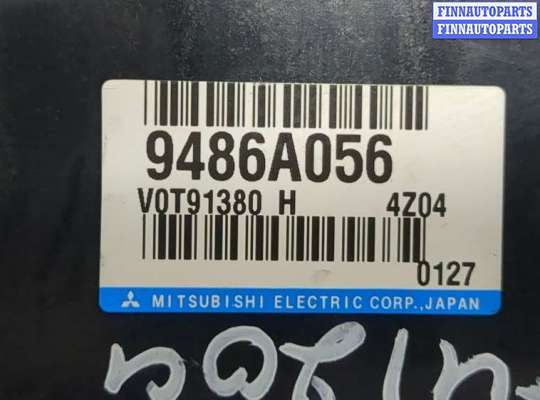 FINNAUTOPARTS
FINNAUTOPARTS
9486A056
V0T91380 H 4Z04
0127
MITSUBISHI ELECTRIC CORP.,JAPAN